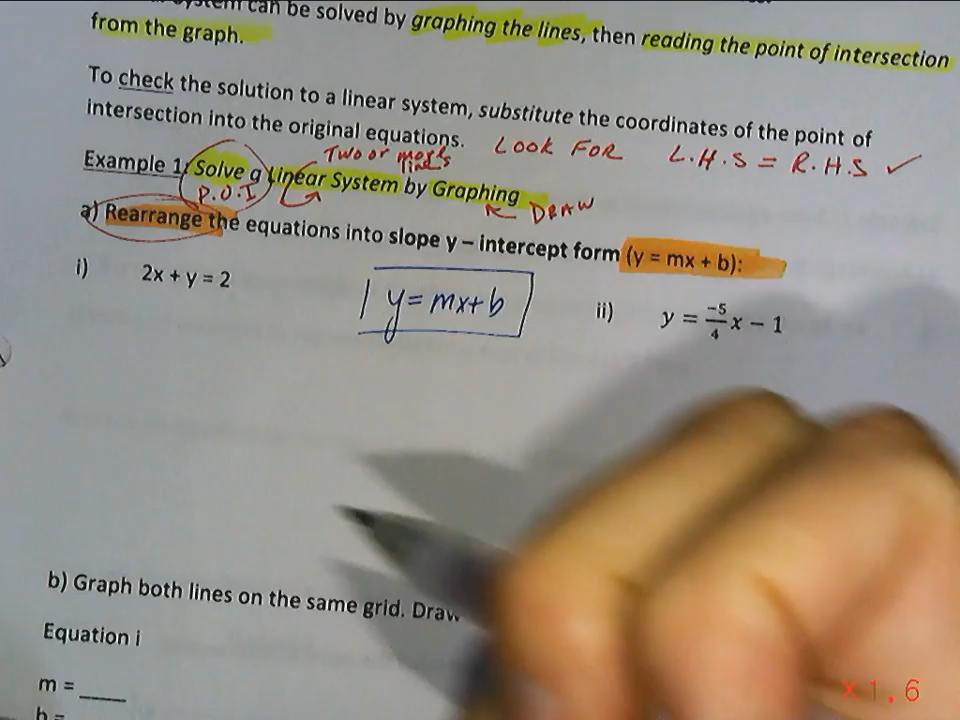 can be solved by graphing the lines, then reading the point of intersection
from the graph.
To check the solution to a linear system, substitute the coordinates of the point of
intersection into the original equations. LOOK FOR L.H.S = R.H.S ✓
Two or more lines
Example 1: Solve a Linear System by Graphing
P.O.I DRAW
a) Rearrange the equations into slope y – intercept form (y = mx + b):
i) 2x + y = 2 y = mx + b ii) y = -5/4 x − 1
b) Graph both lines on the same grid. Draw
Equation i
m = ____
b =
×1.6